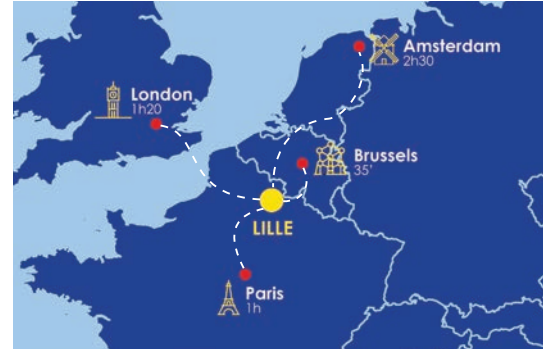 Amsterdam
2h30
London
1h20
Brussels
35'
LILLE
Paris
1h